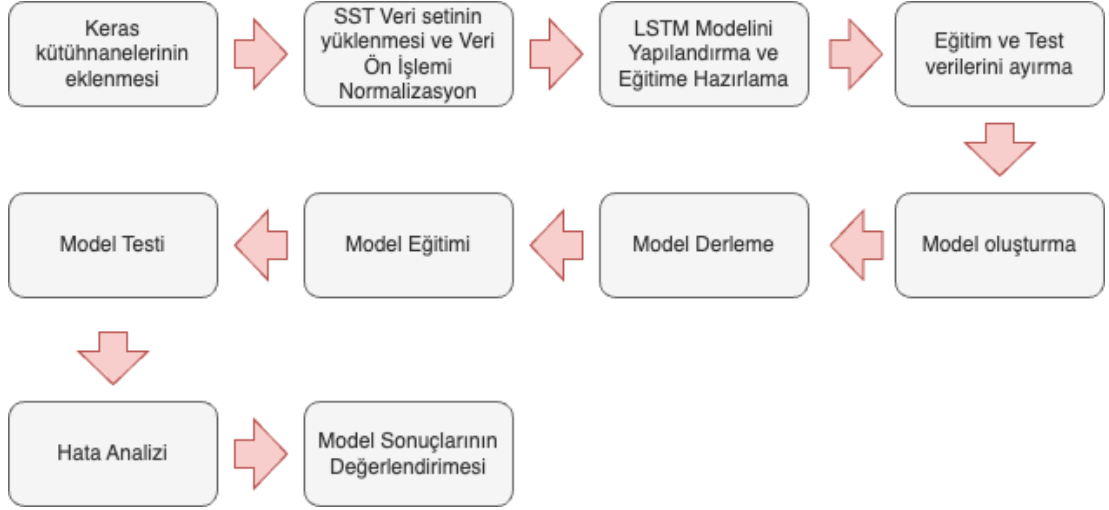 Keras
kütühnanelerinin
eklenmesi
SST Veri setinin
yüklenmesi ve Veri
Ön İşlemi
Normalizasyon
LSTM Modelini
Yapılandırma ve
Eğitime Hazırlama
Eğitim ve Test
verilerini ayırma
Model oluşturma
Model Derleme
Model Eğitimi
Model Testi
Hata Analizi
Model Sonuçlarının
Değerlendirimesi